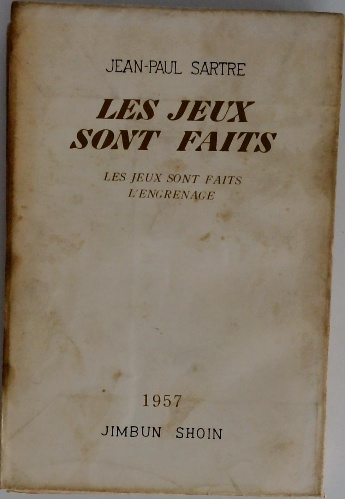 JEAN-PAUL SARTRE
LES JEUX
SONT FAITS
LES JEUX SONT FAITS
L'ENGRENAGE
1957
JIMBUN SHOIN